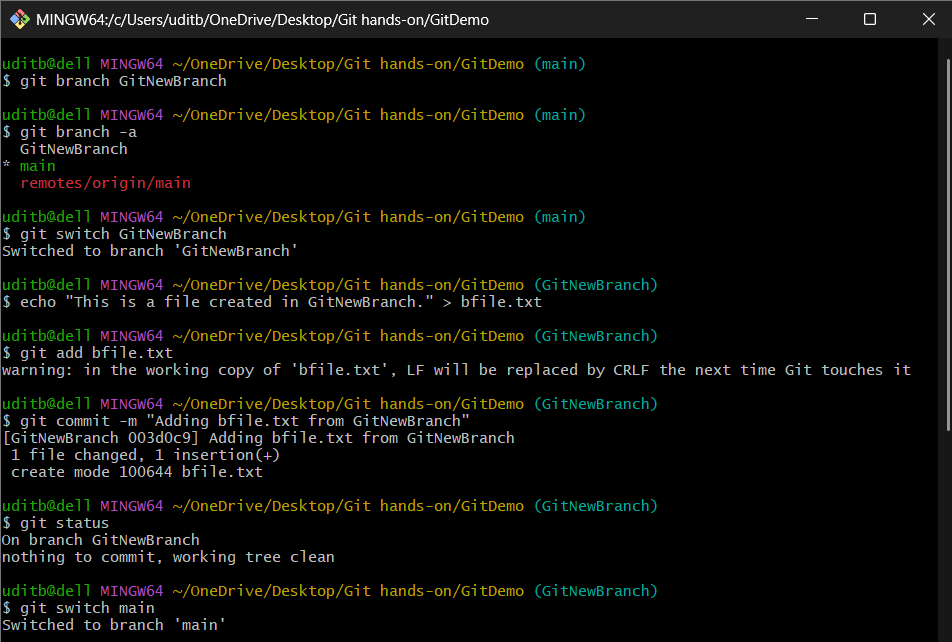 MINGW64:/c/Users/uditb/OneDrive/Desktop/Git hands-on/GitDemo
uditb@dell MINGW64 ~/OneDrive/Desktop/Git hands-on/GitDemo (main)
$ git branch GitNewBranch
uditb@dell MINGW64 ~/OneDrive/Desktop/Git hands-on/GitDemo (main)
$ git branch -a
GitNewBranch
* main
remotes/origin/main
uditb@dell MINGW64 ~/OneDrive/Desktop/Git hands-on/GitDemo (main)
$ git switch GitNewBranch
Switched to branch 'GitNewBranch'
uditb@dell MINGW64 ~/OneDrive/Desktop/Git hands-on/GitDemo (GitNewBranch)
$ echo "This is a file created in GitNewBranch." > bfile.txt
uditb@dell MINGW64 ~/OneDrive/Desktop/Git hands-on/GitDemo (GitNewBranch)
$ git add bfile.txt
warning: in the working copy of 'bfile.txt', LF will be replaced by CRLF the next time Git touches it
uditb@dell MINGW64 ~/OneDrive/Desktop/Git hands-on/GitDemo (GitNewBranch)
$ git commit -m "Adding bfile.txt from GitNewBranch"
[GitNewBranch 003d0c9] Adding bfile.txt from GitNewBranch
1 file changed, 1 insertion(+)
create mode 100644 bfile.txt
uditb@dell MINGW64 ~/OneDrive/Desktop/Git hands-on/GitDemo (GitNewBranch)
$ git status
On branch GitNewBranch
nothing to commit, working tree clean
uditb@dell MINGW64 ~/OneDrive/Desktop/Git hands-on/GitDemo (GitNewBranch)
$ git switch main
Switched to branch 'main'